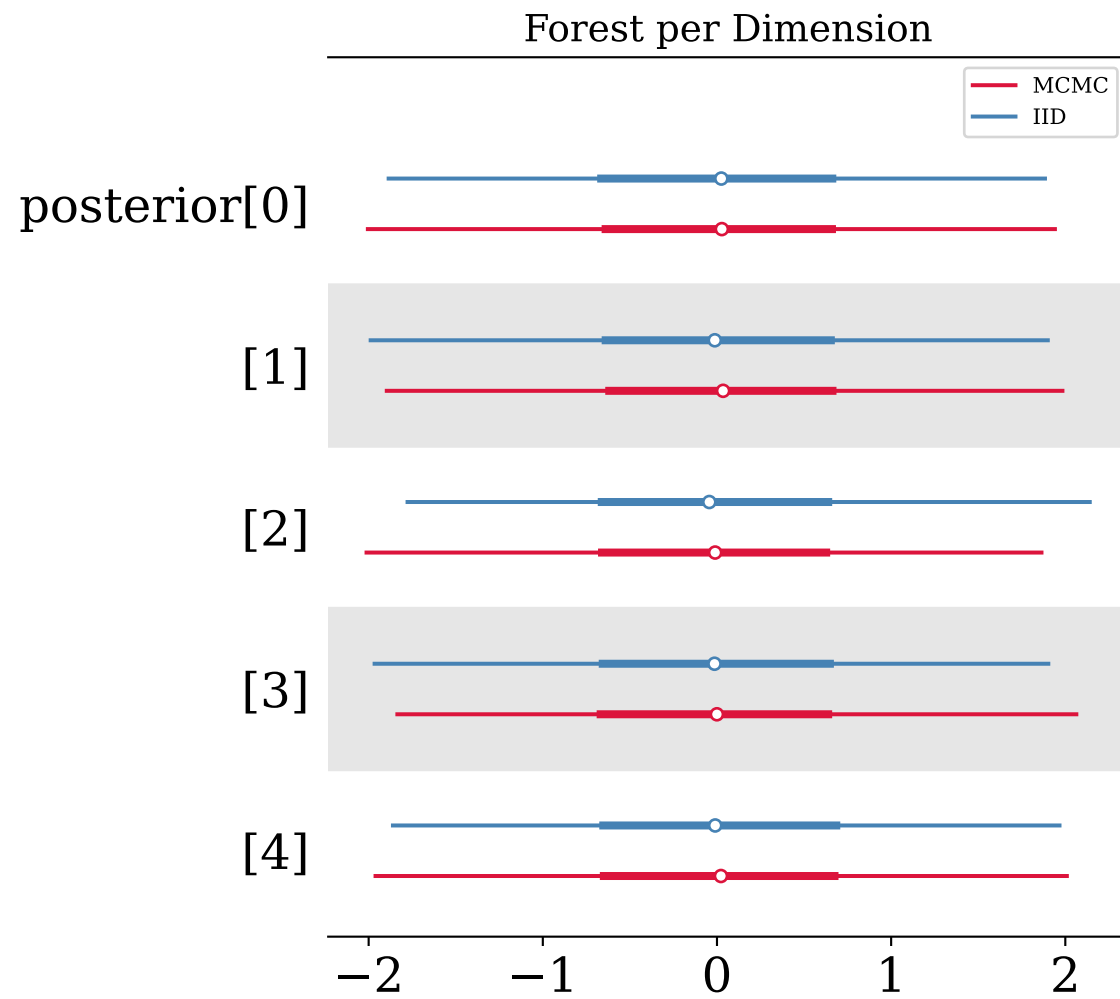 Forest per Dimension
MCMC
IID
posterior[0]
[1]
[2]
[3]
[4]
−2 −1 0 1 2